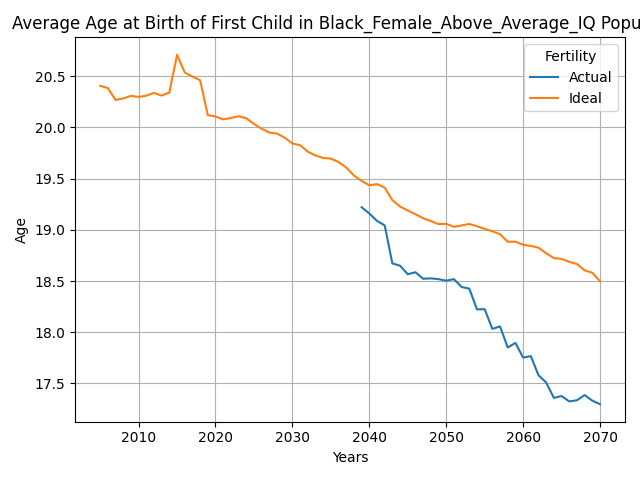 Average Age at Birth of First Child in Black_Female_Above_Average_IQ Popu
Fertility
Actual
Ideal
20.5
20.0
19.5
19.0
18.5
18.0
17.5
Age
2010 2020 2030 2040 2050 2060 2070
Years